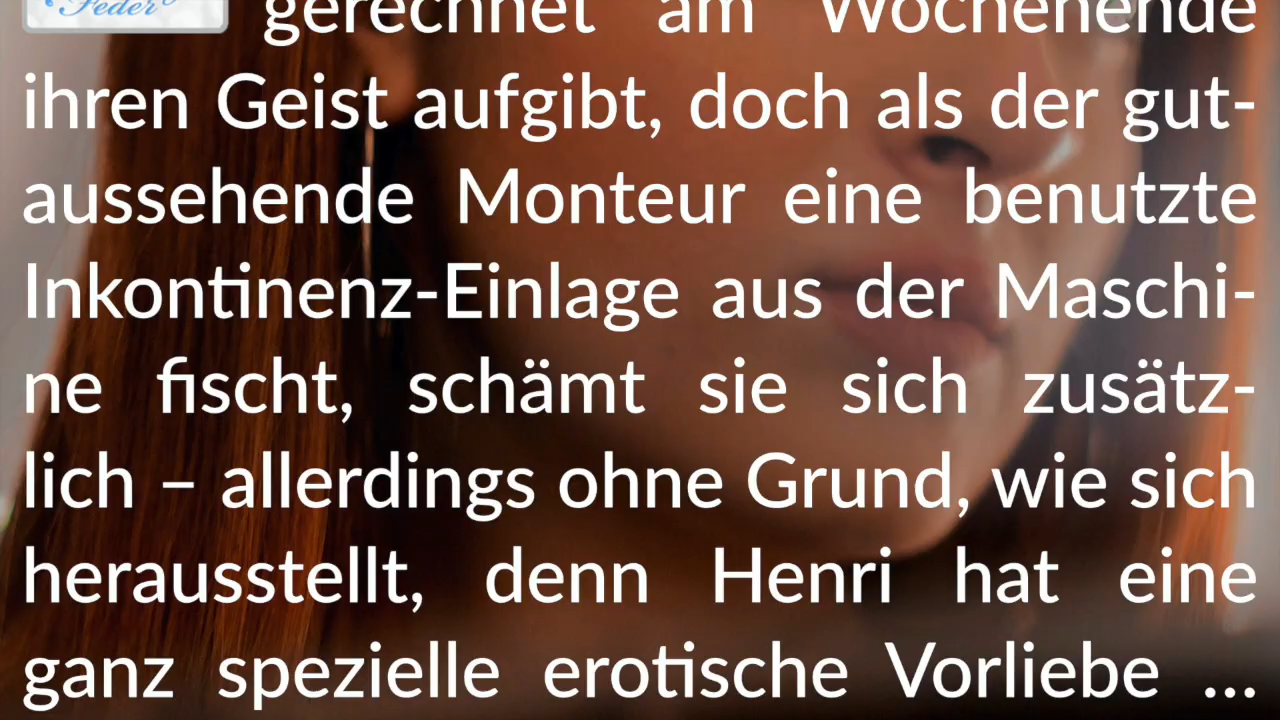 Feder
gerechnet am Wochenende
ihren Geist aufgibt, doch als der gut-
aussehende Monteur eine benutzte
Inkontinenz-Einlage aus der Maschi-
ne fischt, schämt sie sich zusätz-
lich – allerdings ohne Grund, wie sich
herausstellt, denn Henri hat eine
ganz spezielle erotische Vorliebe ...